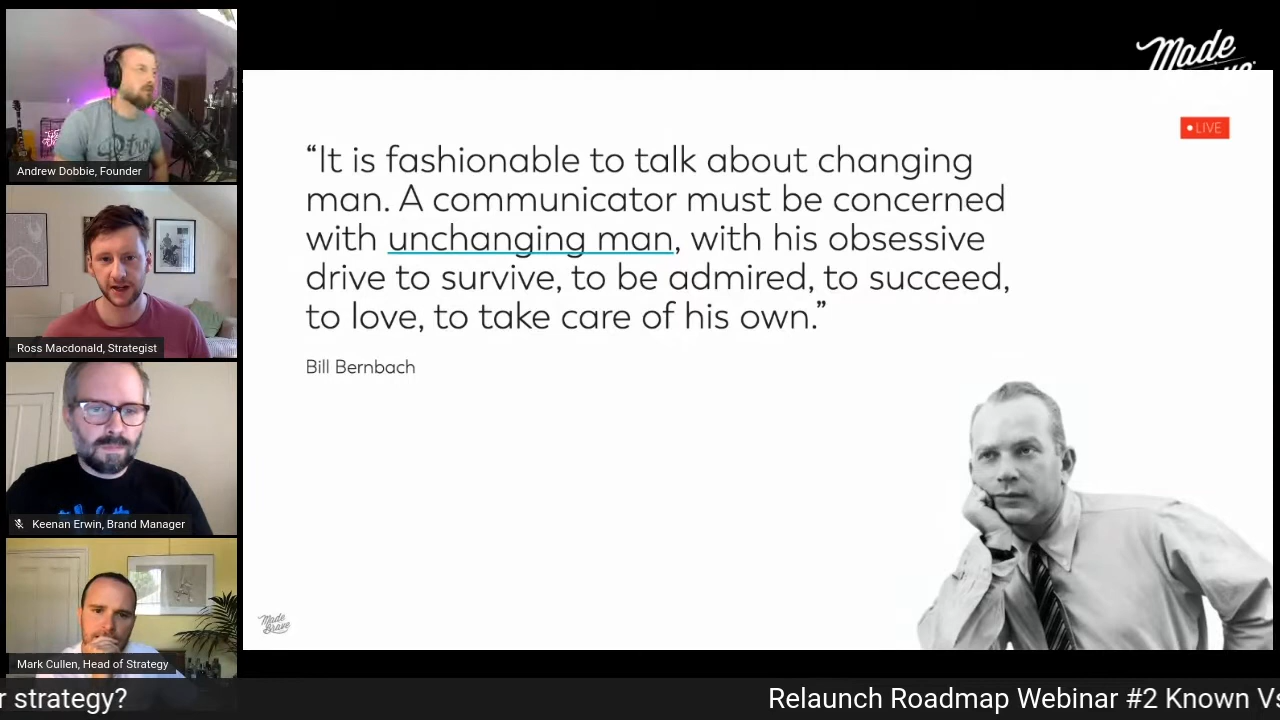 Made
LIVE
“It is fashionable to talk about changing
man. A communicator must be concerned
with unchanging man, with his obsessive
drive to survive, to be admired, to succeed,
to love, to take care of his own.”
Bill Bernbach
Made
Brave
Andrew Dobbie, Founder
Ross Macdonald, Strategist
Keenan Erwin, Brand Manager
Mark Cullen, Head of Strategy
r strategy?
Relaunch Roadmap Webinar #2 Known Vs